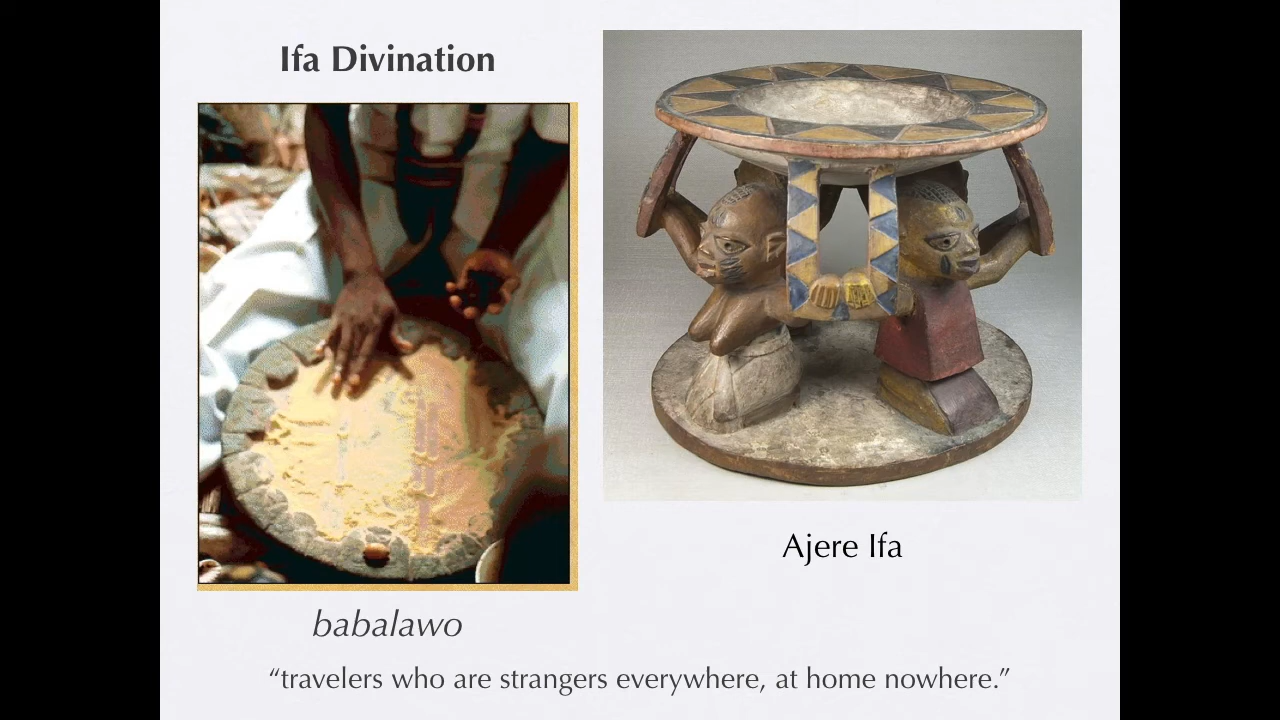 Ifa Divination
Ajere Ifa
babalawo
“travelers who are strangers everywhere, at home nowhere.”